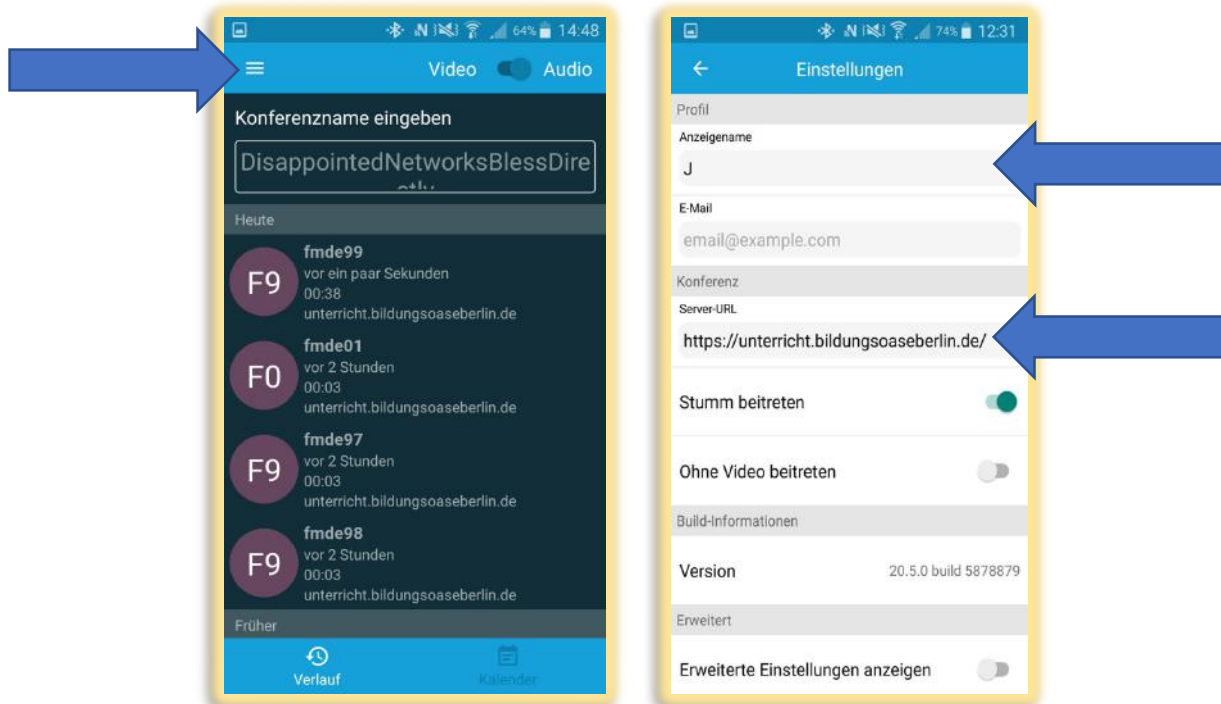 64% 14:48
Video Audio
Konferenzname eingeben
DisappointedNetworksBlessDire
ctly
Heute
F9
fmde99
vor ein paar Sekunden
00:38
unterricht.bildungsoaseberlin.de
F0
fmde01
vor 2 Stunden
00:03
unterricht.bildungsoaseberlin.de
F9
fmde97
vor 2 Stunden
00:03
unterricht.bildungsoaseberlin.de
F9
fmde98
vor 2 Stunden
00:03
unterricht.bildungsoaseberlin.de
Früher
Verlauf Kalender
74% 12:31
Einstellungen
Profil
Anzeigename
J
E-Mail
email@example.com
Konferenz
Server-URL
https://unterricht.bildungsoaseberlin.de/
Stumm beitreten
Ohne Video beitreten
Build-Informationen
Version 20.5.0 build 5878879
Erweitert
Erweiterte Einstellungen anzeigen